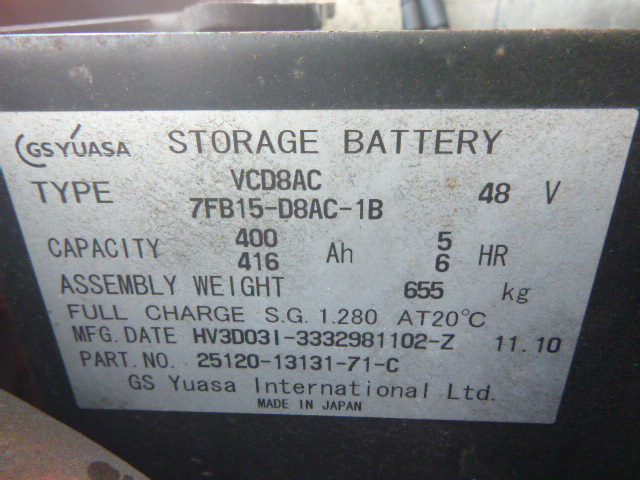 GS YUASA STORAGE BATTERY
TYPE VCD8AC 48 V
7FB15-D8AC-1B
CAPACITY 400 Ah 5 HR
416 6
ASSEMBLY WEIGHT 655 kg
FULL CHARGE S.G. 1.280 AT20℃
MFG. DATE HV3D03I-3332981102-Z 11.10
PART. NO. 25120-13131-71-C
GS Yuasa International Ltd.
MADE IN JAPAN